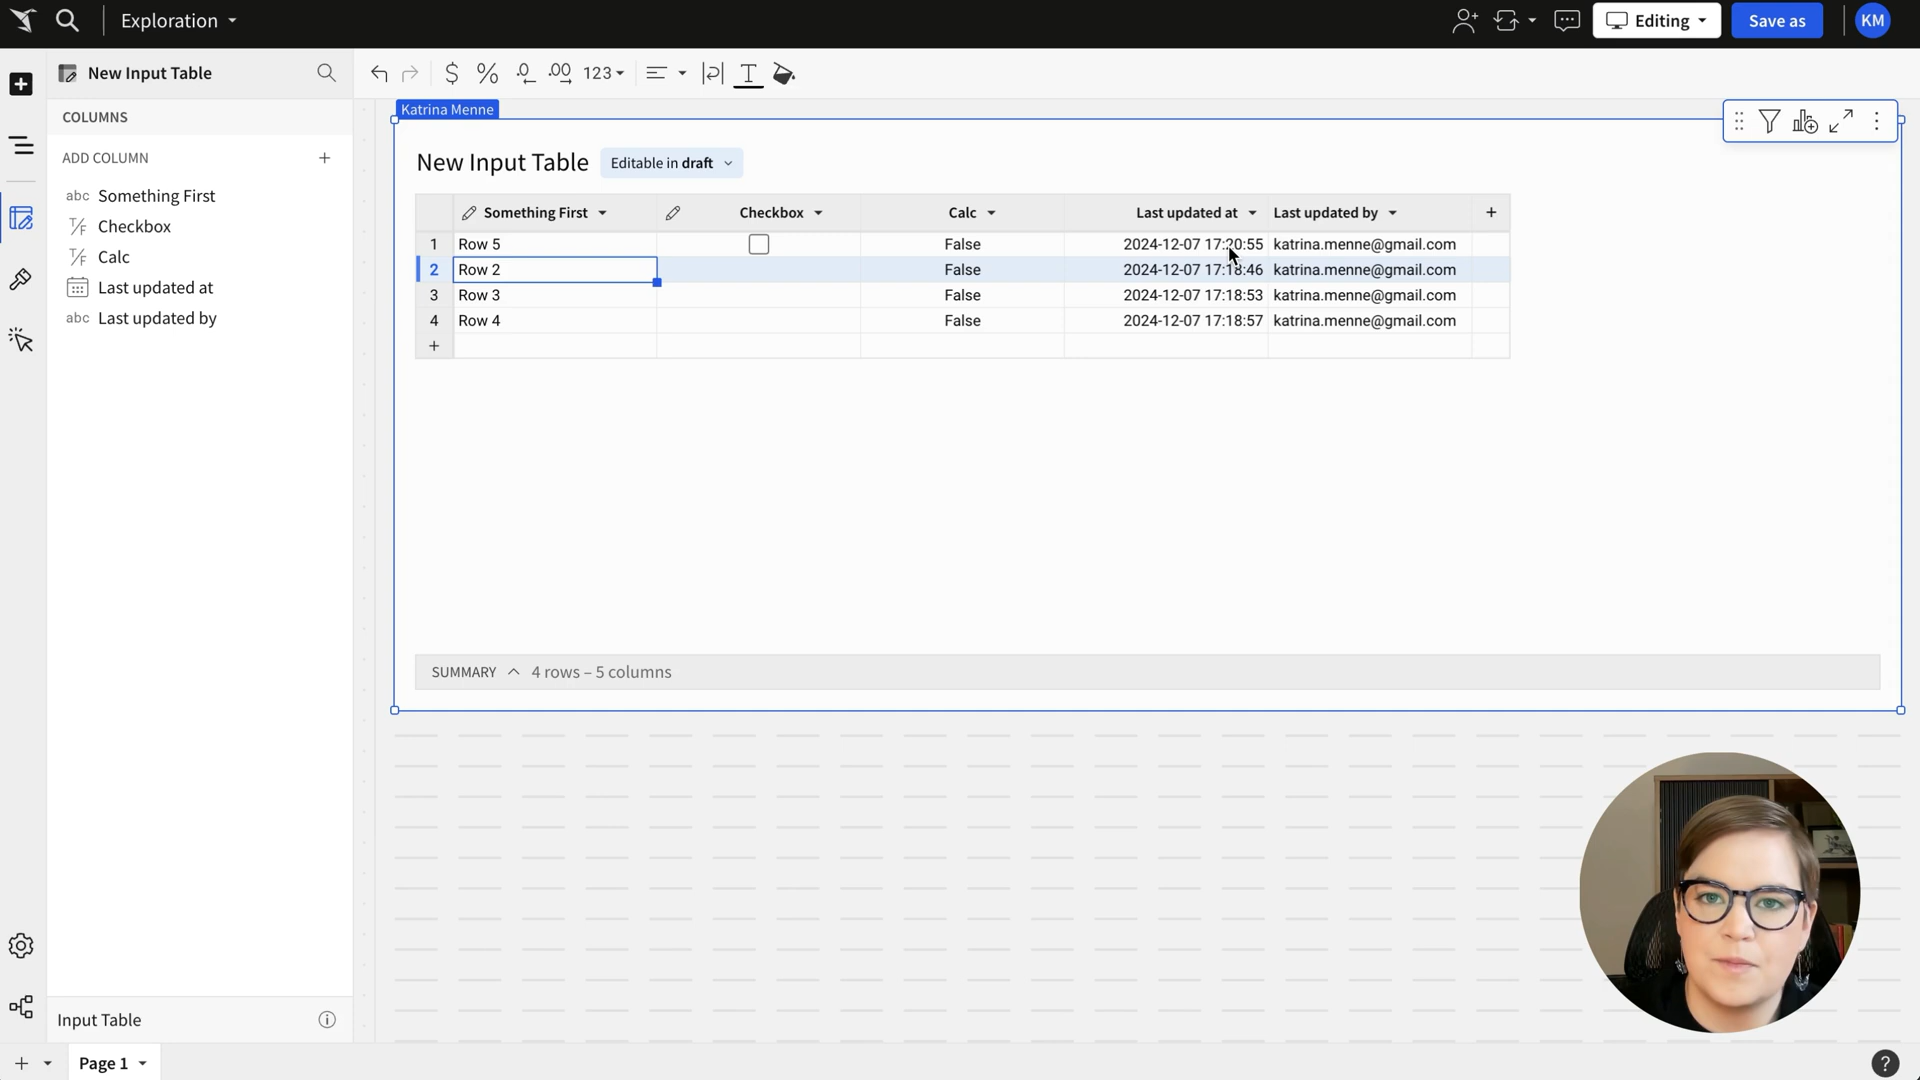 Exploration
Editing
Save as
KM
New Input Table
$ % .0 .00 123
COLUMNS
ADD COLUMN
abc Something First
T/F Checkbox
T/F Calc
Last updated at
abc Last updated by
Katrina Menne
New Input Table
Editable in draft
Something First Checkbox Calc Last updated at Last updated by +
1 Row 5 False 2024-12-07 17:20:55 katrina.menne@gmail.com
2 Row 2 False 2024-12-07 17:18:46 katrina.menne@gmail.com
3 Row 3 False 2024-12-07 17:18:53 katrina.menne@gmail.com
4 Row 4 False 2024-12-07 17:18:57 katrina.menne@gmail.com
+
SUMMARY 4 rows – 5 columns
Input Table
+ Page 1
?